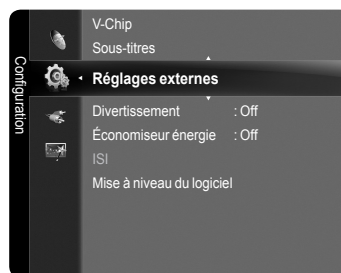 Configuration
V-Chip
Sous-titres
Réglages externes
Divertissement : Off
Économiseur énergie : Off
ISI
Mise à niveau du logiciel